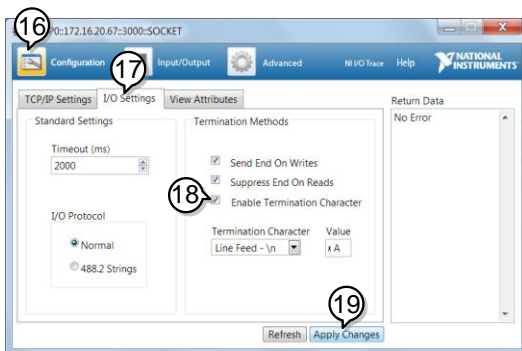 16
0::172.16.20.67::3000::SOCKET
Configuration Input/Output Advanced NI I/O Trace Help NATIONAL INSTRUMENTS
17
TCP/IP Settings I/O Settings View Attributes
Return Data
Standard Settings Termination Methods
No Error
Timeout (ms)
2000
Send End On Writes
Suppress End On Reads
18
Enable Termination Character
I/O Protocol
Termination Character Value
Normal
Line Feed - \n x A
488.2 Strings
19
Refresh Apply Changes